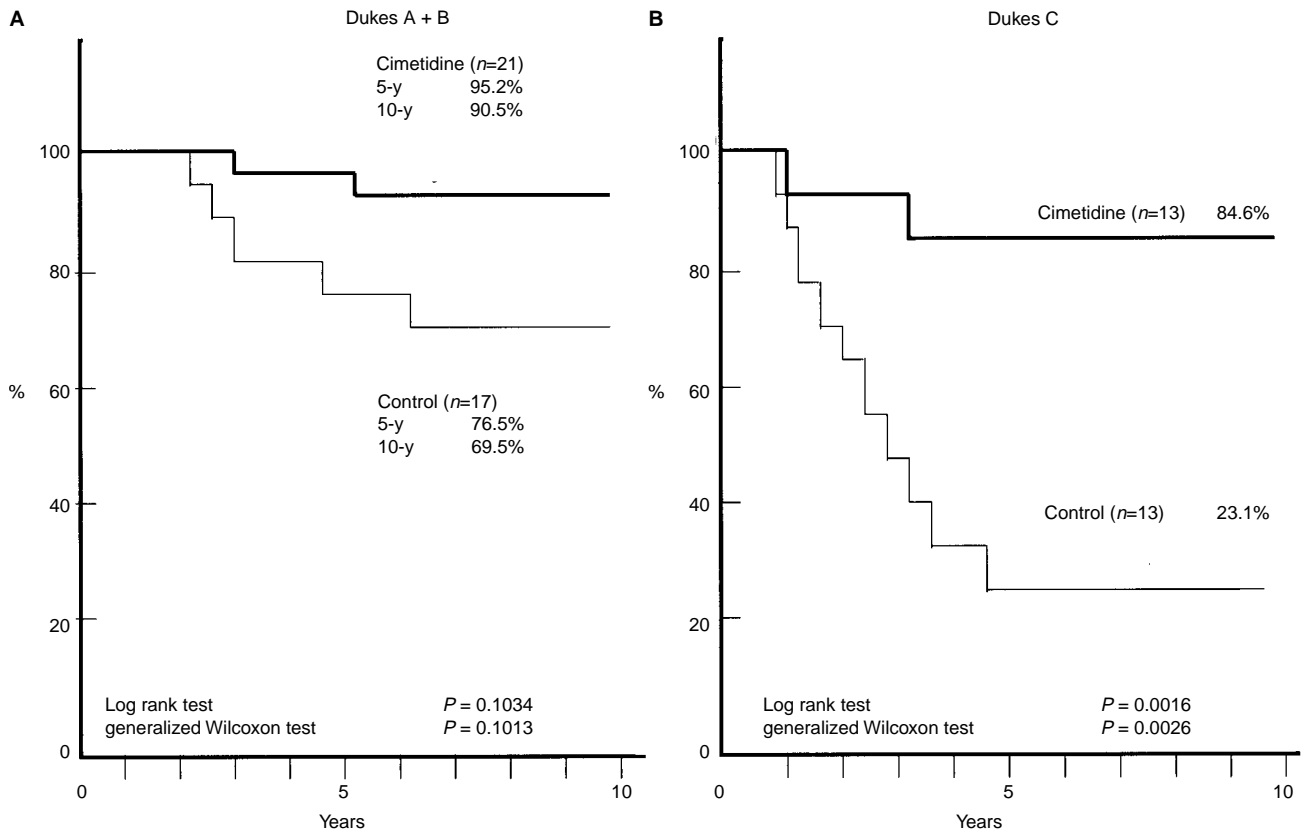 A
Dukes A + B
Cimetidine (n=21)
5-y 95.2%
10-y 90.5%
100
80
%
60
Control (n=17)
5-y 76.5%
10-y 69.5%
40
20
Log rank test P = 0.1034
generalized Wilcoxon test P = 0.1013
0
0 5 10
Years
B
Dukes C
100
Cimetidine (n=13) 84.6%
80
%
60
40
Control (n=13) 23.1%
20
Log rank test P = 0.0016
generalized Wilcoxon test P = 0.0026
0
0 5 10
Years